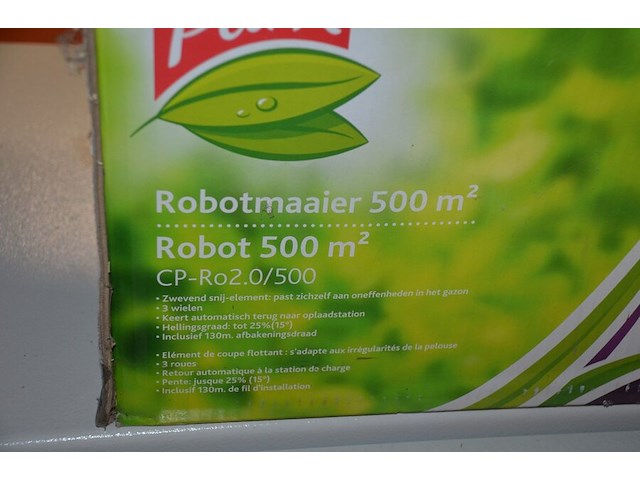 Robotmaaier 500 m²
Robot 500 m²
CP-Ro2.0/500
• Zwevend snij-element: past zichzelf aan oneffenheden in het gazon
• 3 wielen
• Keert automatisch terug naar oplaadstation
• Hellingsgraad: tot 25%(15°)
• Inclusief 130m. afbakeningsdraad
• Elément de coupe flottant : s'adapte aux irrégularités de la pelouse
• 3 roues
• Retour automatique à la station de charge
• Pente: jusque 25% (15°)
• Inclusif 130m. de fil d'installation